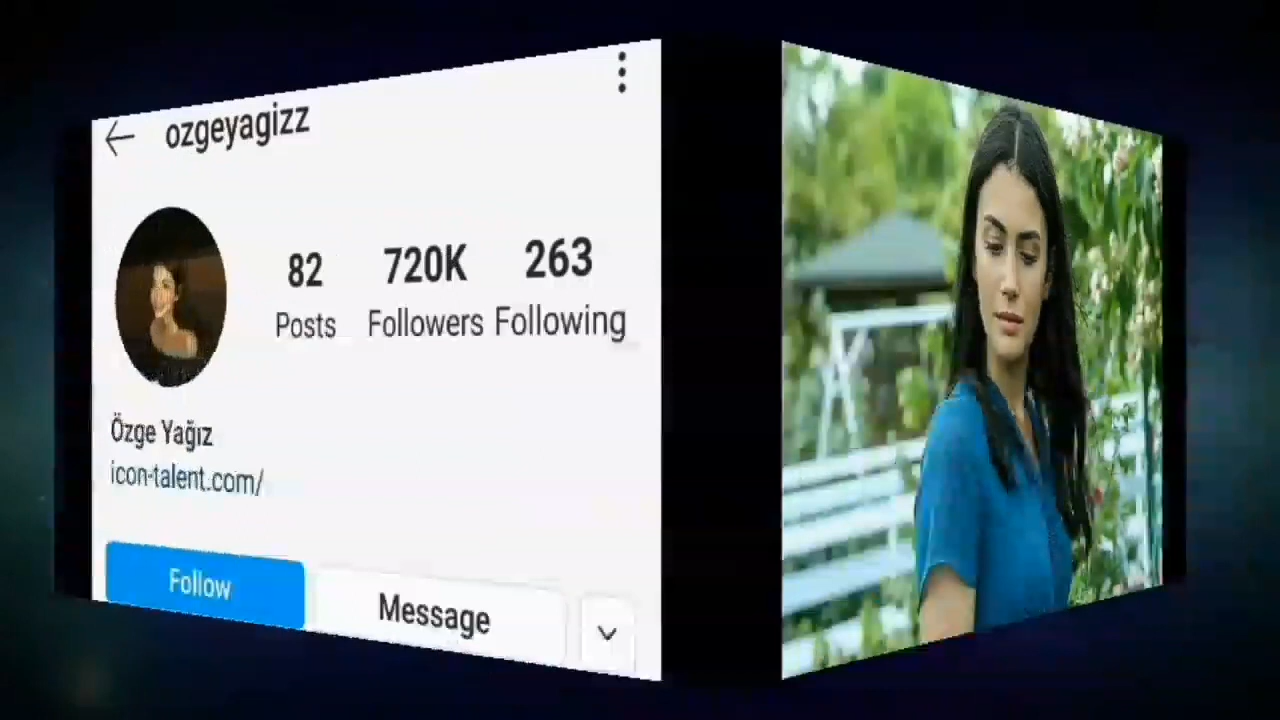 ozgeyagizz
82 720K 263
Posts Followers Following
Özge Yağız
icon-talent.com/
Follow Message